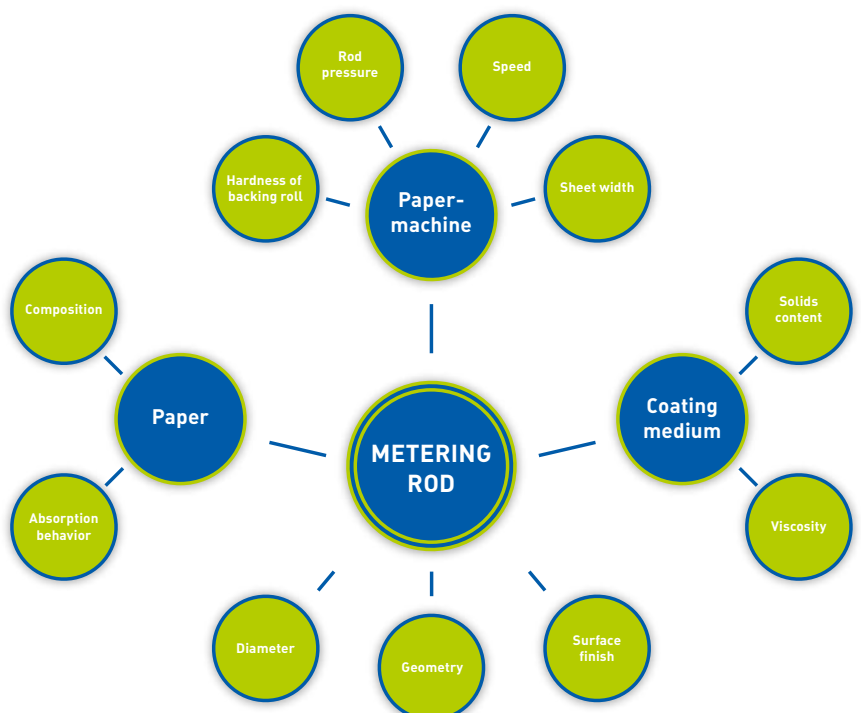 Rod
pressure
Speed
Hardness of
backing roll
Paper-
machine
Sheet width
Composition
Solids
content
Paper
Coating
medium
METERING
ROD
Absorption
behavior
Viscosity
Diameter
Geometry
Surface
finish